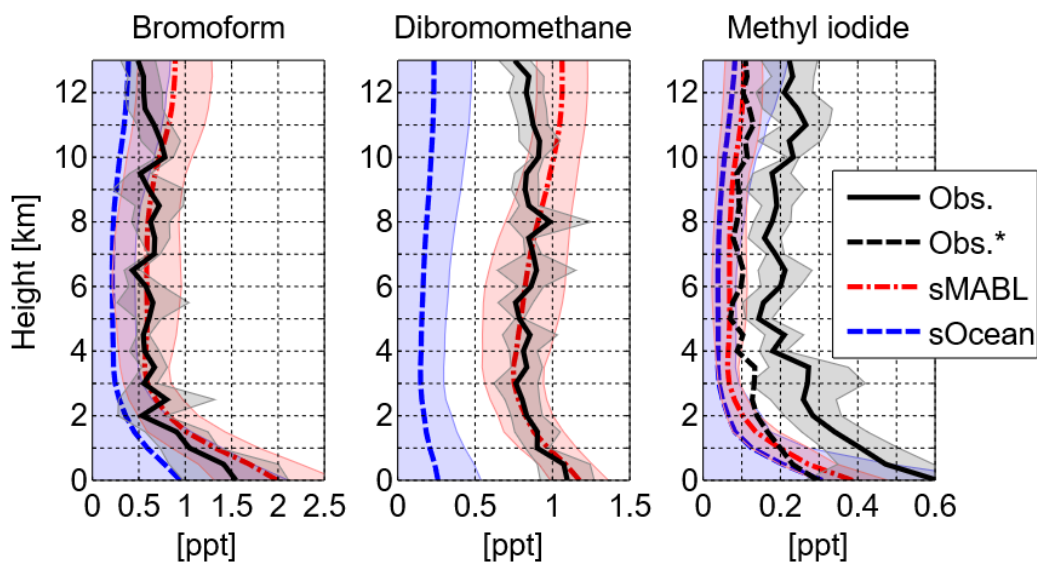 Bromoform Dibromomethane Methyl iodide
Height [km]
12
10
8
6
4
2
0
Obs.
Obs.*
sMABL
sOcean
0 0.5 1 1.5 2 2.5
0 0.5 1 1.5
0 0.2 0.4 0.6
[ppt] [ppt] [ppt]